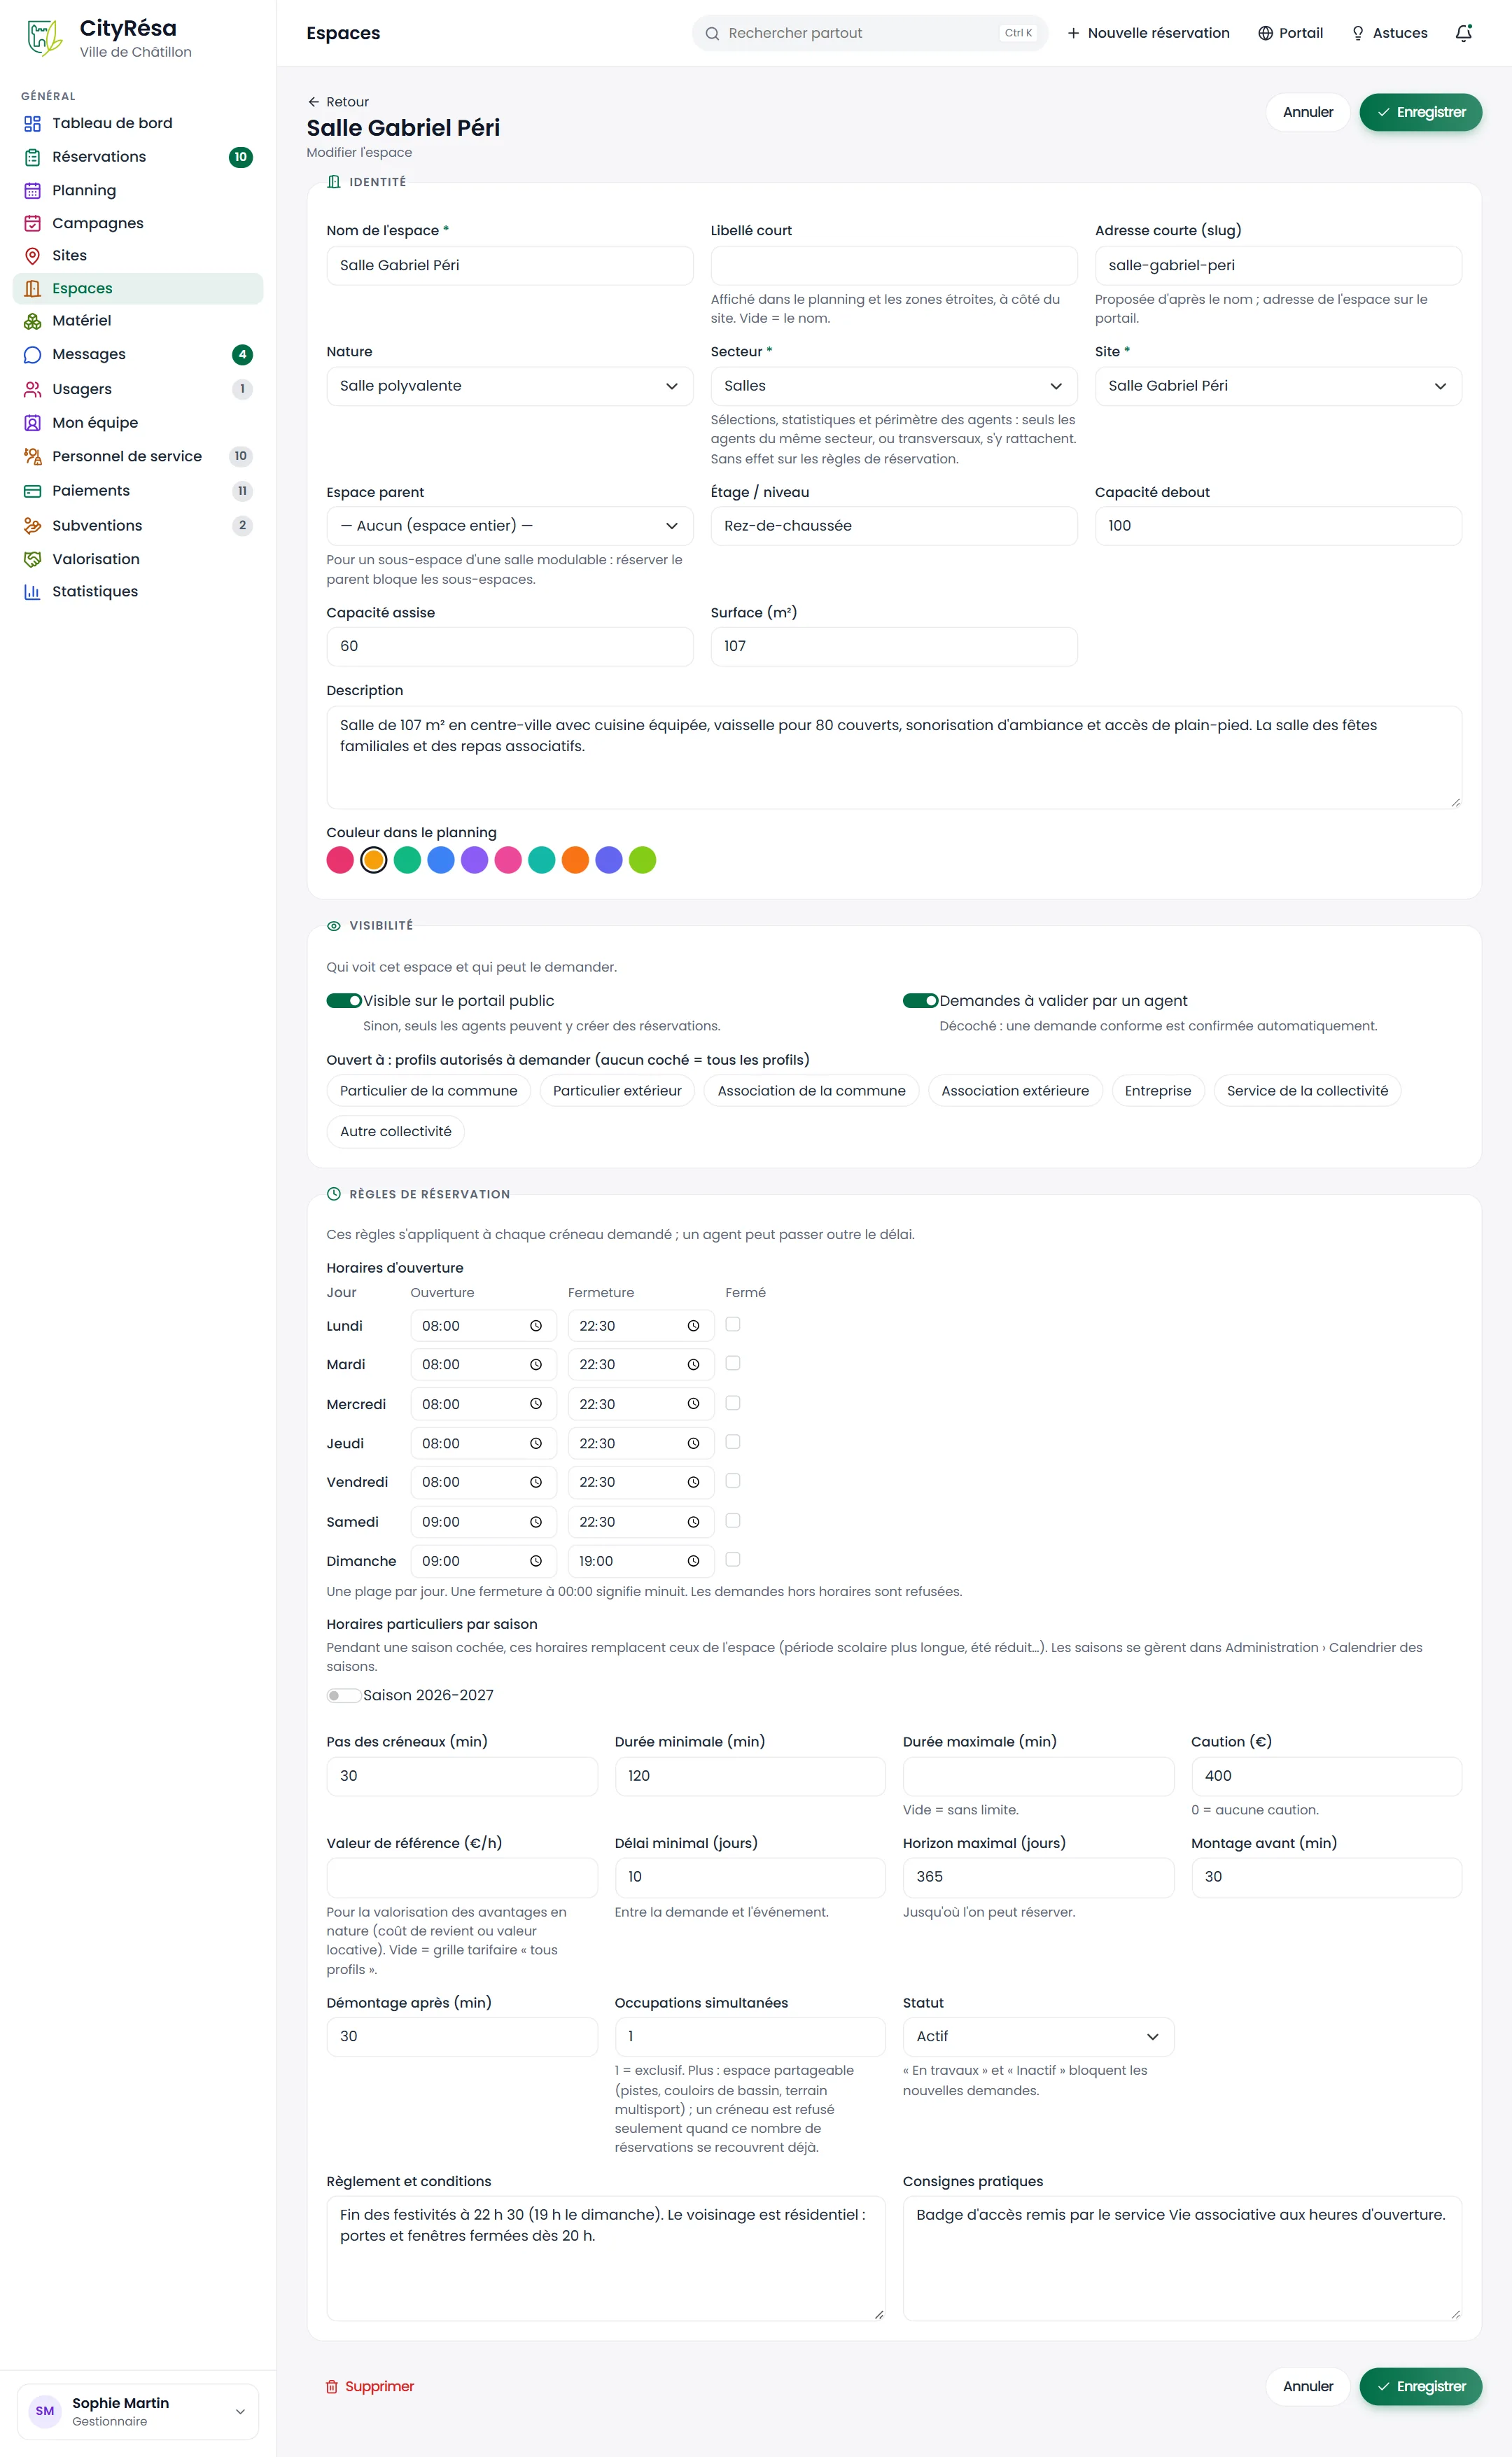 CityRésa
Ville de Châtillon
GÉNÉRAL
Tableau de bord
Réservations 10
Planning
Campagnes
Sites
Espaces
Matériel
Messages 4
Usagers 1
Mon équipe
Personnel de service 10
Paiements 11
Subventions 2
Valorisation
Statistiques
SM Sophie Martin
Gestionnaire
Espaces
Rechercher partout Ctrl K
Nouvelle réservation
Portail
Astuces
Retour
Salle Gabriel Péri
Modifier l'espace
Annuler Enregistrer
IDENTITÉ
Nom de l'espace * Libellé court Adresse courte (slug)
Salle Gabriel Péri salle-gabriel-peri
Affiché dans le planning et les zones étroites, à côté du
site. Vide = le nom.
Proposée d'après le nom ; adresse de l'espace sur le
portail.
Nature Secteur * Site *
Salle polyvalente Salles Salle Gabriel Péri
Sélections, statistiques et périmètre des agents : seuls les
agents du même secteur, ou transversaux, s'y rattachent.
Sans effet sur les règles de réservation.
Espace parent Étage / niveau Capacité debout
— Aucun (espace entier) — Rez-de-chaussée 100
Pour un sous-espace d'une salle modulable : réserver le
parent bloque les sous-espaces.
Capacité assise Surface (m²)
60 107
Description
Salle de 107 m² en centre-ville avec cuisine équipée, vaisselle pour 80 couverts, sonorisation d'ambiance et accès de plain-pied. La salle des fêtes
familiales et des repas associatifs.
Couleur dans le planning
VISIBILITÉ
Qui voit cet espace et qui peut le demander.
Visible sur le portail public Demandes à valider par un agent
Sinon, seuls les agents peuvent y créer des réservations. Décoché : une demande conforme est confirmée automatiquement.
Ouvert à : profils autorisés à demander (aucun coché = tous les profils)
Particulier de la commune Particulier extérieur Association de la commune Association extérieure Entreprise Service de la collectivité
Autre collectivité
RÈGLES DE RÉSERVATION
Ces règles s'appliquent à chaque créneau demandé ; un agent peut passer outre le délai.
Horaires d'ouverture
Jour Ouverture Fermeture Fermé
Lundi 08:00 22:30
Mardi 08:00 22:30
Mercredi 08:00 22:30
Jeudi 08:00 22:30
Vendredi 08:00 22:30
Samedi 09:00 22:30
Dimanche 09:00 19:00
Une plage par jour. Une fermeture à 00:00 signifie minuit. Les demandes hors horaires sont refusées.
Horaires particuliers par saison
Pendant une saison cochée, ces horaires remplacent ceux de l'espace (période scolaire plus longue, été réduit…). Les saisons se gèrent dans Administration › Calendrier des
saisons.
Saison 2026-2027
Pas des créneaux (min) Durée minimale (min) Durée maximale (min) Caution (€)
30 120 400
Vide = sans limite. 0 = aucune caution.
Valeur de référence (€/h) Délai minimal (jours) Horizon maximal (jours) Montage avant (min)
10 365 30
Pour la valorisation des avantages en
nature (coût de revient ou valeur
locative). Vide = grille tarifaire « tous
profils ».
Entre la demande et l'événement. Jusqu'où l'on peut réserver.
Démontage après (min) Occupations simultanées Statut
30 1 Actif
1 = exclusif. Plus : espace partageable
(pistes, couloirs de bassin, terrain
multisport) ; un créneau est refusé
seulement quand ce nombre de
réservations se recouvrent déjà.
« En travaux » et « Inactif » bloquent les
nouvelles demandes.
Règlement et conditions Consignes pratiques
Fin des festivités à 22 h 30 (19 h le dimanche). Le voisinage est résidentiel :
portes et fenêtres fermées dès 20 h.
Badge d'accès remis par le service Vie associative aux heures d'ouverture.
Supprimer Annuler Enregistrer